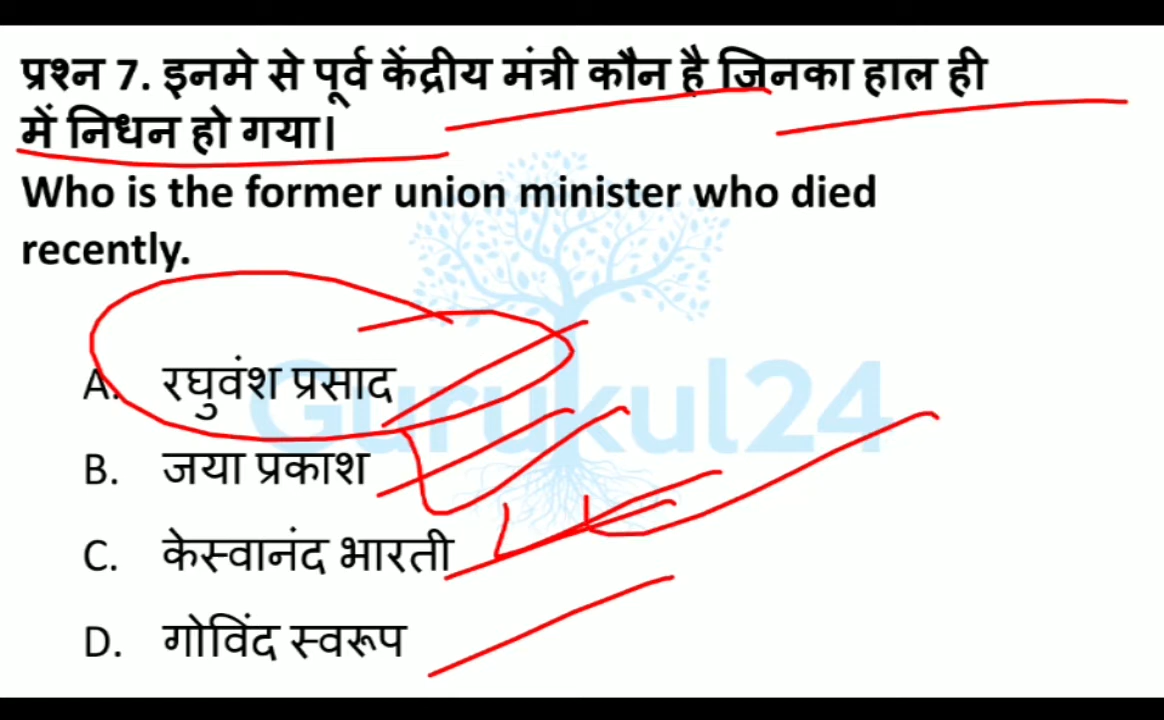 प्रश्न 7. इनमे से पूर्व केंद्रीय मंत्री कौन है जिनका हाल ही
में निधन हो गया।
Who is the former union minister who died
recently.
A. रघुवंश प्रसाद
Gurukul24
B. जया प्रकाश
C. केस्वानंद भारती
D. गोविंद स्वरूप